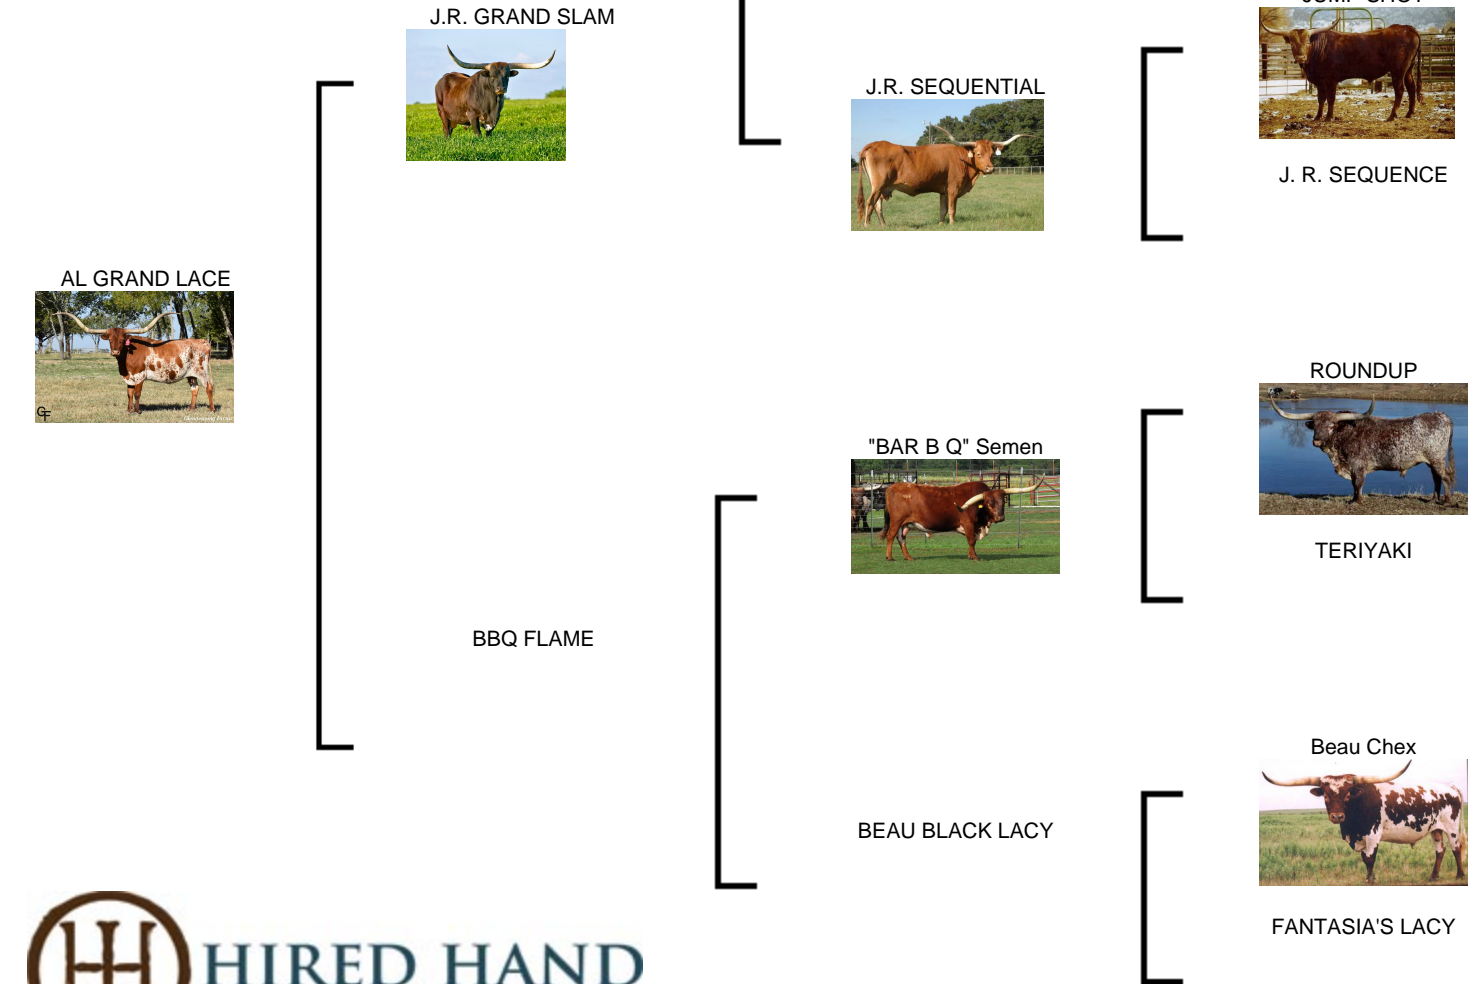 J.R. GRAND SLAM
J.R. SEQUENTIAL
J. R. SEQUENCE
AL GRAND LACE
GF
ROUNDUP
"BAR B Q" Semen
TERIYAKI
BBQ FLAME
Beau Chex
BEAU BLACK LACY
FANTASIA'S LACY
HIRED HAND